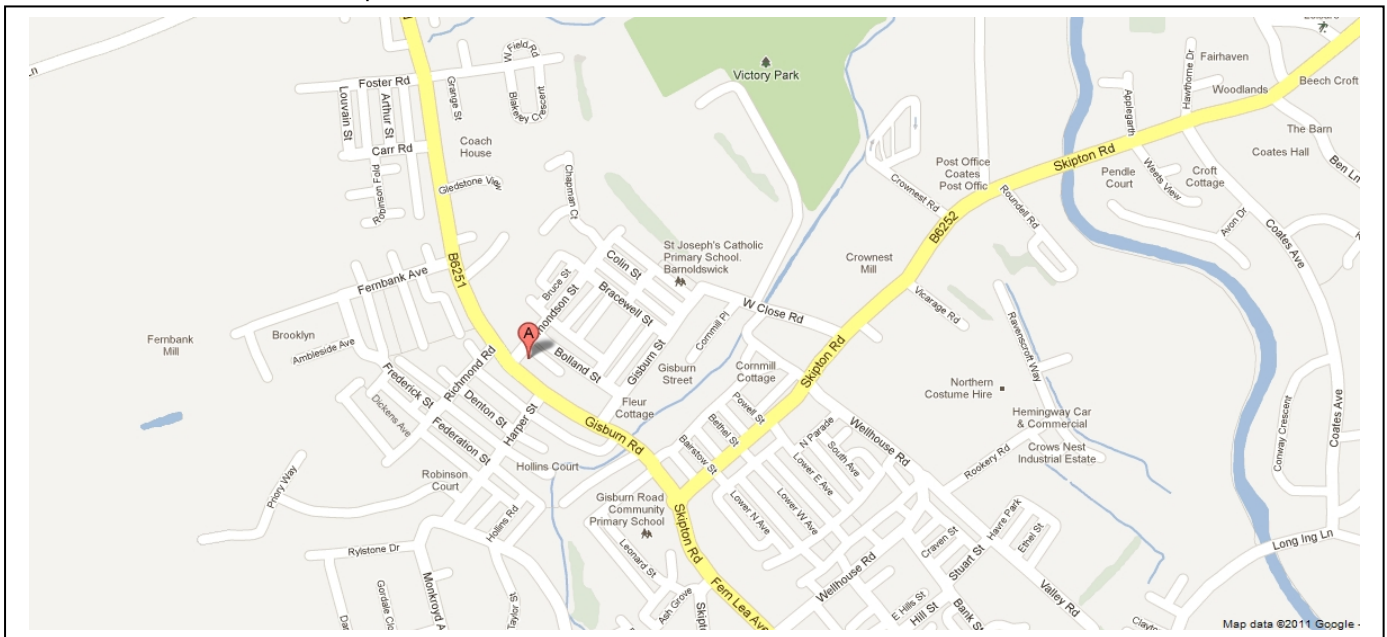 Victory Park
Foster Rd
W Field Rd
Blakeley Crescent
Grange St
Louvain St
Arthur St
Carr Rd
Coach
House
Gledstone View
Chapman Ct
B6251
Fernbank Ave
Fernbank
Mill
Brooklyn
Ambleside Ave
Richmond Rd
Frederick St
Dickens Ave
Denton St
Federation St
Harper St
Robinson
Court
Hollins Court
Hollins Rd
Priory Way
Rylstone Dr
Taylor St
A
Bruce St
Colin St
Bracewell St
Bolland St
Gisburn St
St Joseph's Catholic
Primary School.
Barnoldswick
W Close Rd
Cornmill Pl
Gisburn
Street
Cornmill
Cottage
Fleur
Cottage
Gisburn Rd
Gisburn Road
Community
Primary School
Leonard St
Ash Grove
Skipton Rd
Fern Lea Ave
Powell St
Bethel St
Bairstow St
Skipton Rd
N Parade
South Ave
Lower E Ave
Lower W Ave
Lower N Ave
Wellhouse Rd
Wellhouse Rd
Rookery Rd
Havre Park
Ethel St
Craven St
Stuart St
E Hills St
Hill St
Bank St
Valley Rd
Crownest Rd
Crownest
Mill
B6252
Vicarage Rd
Post Office
Coates
Post Offic
Roundell Rd
Ravenscroft Way
Northern
Costume Hire
Hemingway Car
& Commercial
Crows Nest
Industrial Estate
Skipton Rd
Pendle
Court
Applegarth
Weets View
Hawthorne Dr
Croft
Cottage
Avon Dr
Fairhaven
Woodlands
Beech Croft
The Barn
Coates Hall
Ben Ln
Coates Ave
Coates Ave
Conway Crescent
Long Ing Ln
Map data ©2011 Google -